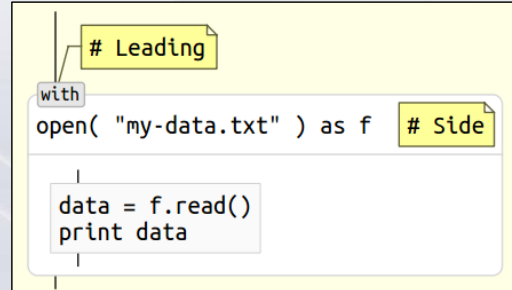 # Leading
with
open( "my-data.txt" ) as f # Side
data = f.read()
print data